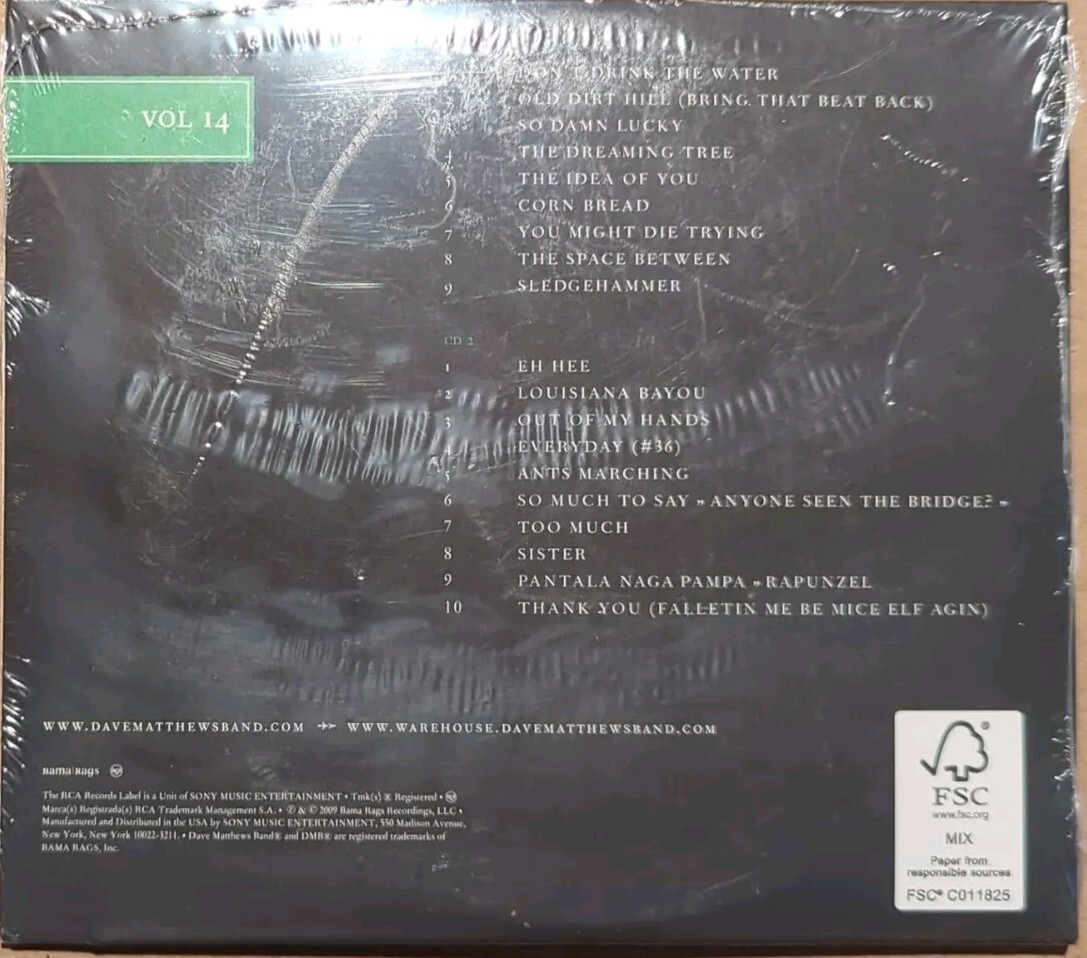 VOL 14
DON'T DRINK THE WATER
OLD DIRT HILL (BRING THAT BEAT BACK)
SO DAMN LUCKY
4 THE DREAMING TREE
5 THE IDEA OF YOU
6 CORN BREAD
7 YOU MIGHT DIE TRYING
8 THE SPACE BETWEEN
9 SLEDGEHAMMER
CD 2
1 EH HEE
2 LOUISIANA BAYOU
3 OUT OF MY HANDS
4 EVERYDAY (#36)
5 ANTS MARCHING
6 SO MUCH TO SAY » ANYONE SEEN THE BRIDGE? »
7 TOO MUCH
8 SISTER
9 PANTALA NAGA PAMPA » RAPUNZEL
10 THANK YOU (FALLETIN ME BE MICE ELF AGIN)
WWW.DAVEMATTHEWSBAND.COM WWW.WAREHOUSE.DAVEMATTHEWSBAND.COM
BamaRags
The RCA Records Label is a Unit of SONY MUSIC ENTERTAINMENT • Tmk(s) ® Registered •
Marca(s) Registrada(s) RCA Trademark Management S.A. • ℗ & © 2009 Bama Rags Recordings, LLC •
Manufactured and Distributed in the USA by SONY MUSIC ENTERTAINMENT, 550 Madison Avenue,
New York, New York 10022-3211. • Dave Matthews Band® and DMB® are registered trademarks of
BAMA RAGS, Inc.
®
FSC
www.fsc.org
MIX
Paper from
responsible sources
FSC® C011825